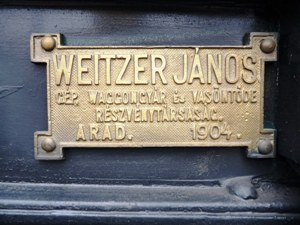 WEITZER JÁNOS
GÉP, WAGGONGYÁR ÉS VASÖNTÖDE
RÉSZVÉNYTÁRSASÁG.
ARAD. 1904.